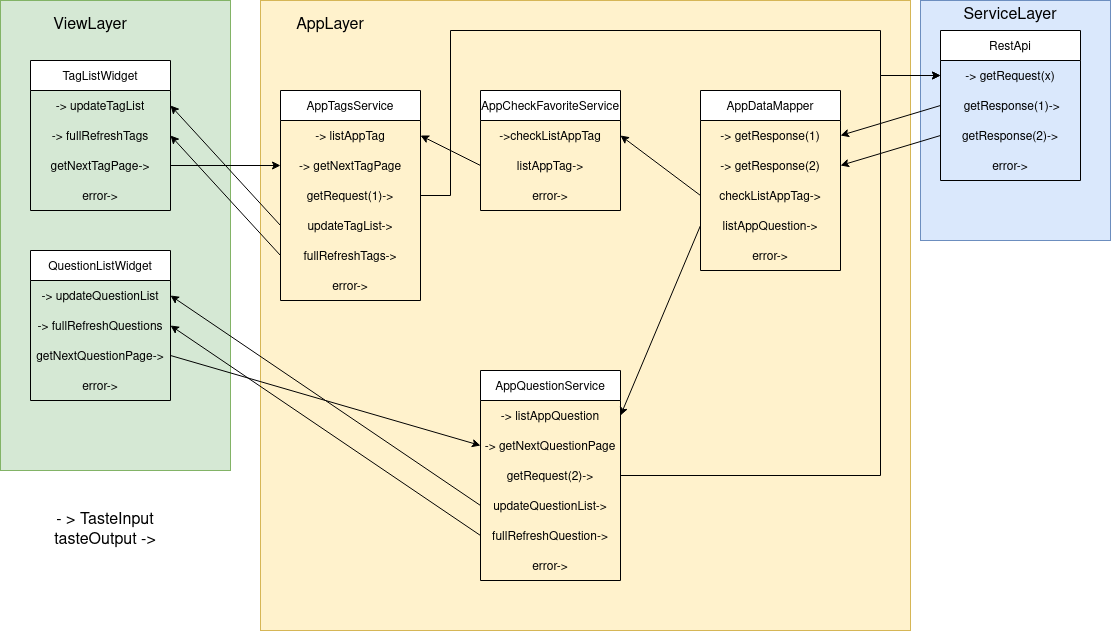 ViewLayer
TagListWidget
-> updateTagList
-> fullRefreshTags
getNextTagPage->
error->
QuestionListWidget
-> updateQuestionList
-> fullRefreshQuestions
getNextQuestionPage->
error->
- > TasteInput
tasteOutput ->
AppLayer
AppTagsService
-> listAppTag
-> getNextTagPage
getRequest(1)->
updateTagList->
fullRefreshTags->
error->
AppCheckFavoriteService
->checkListAppTag
listAppTag->
error->
AppDataMapper
-> getResponse(1)
-> getResponse(2)
checkListAppTag->
listAppQuestion->
error->
AppQuestionService
-> listAppQuestion
-> getNextQuestionPage
getRequest(2)->
updateQuestionList->
fullRefreshQuestion->
error->
ServiceLayer
RestApi
-> getRequest(x)
getResponse(1)->
getResponse(2)->
error->